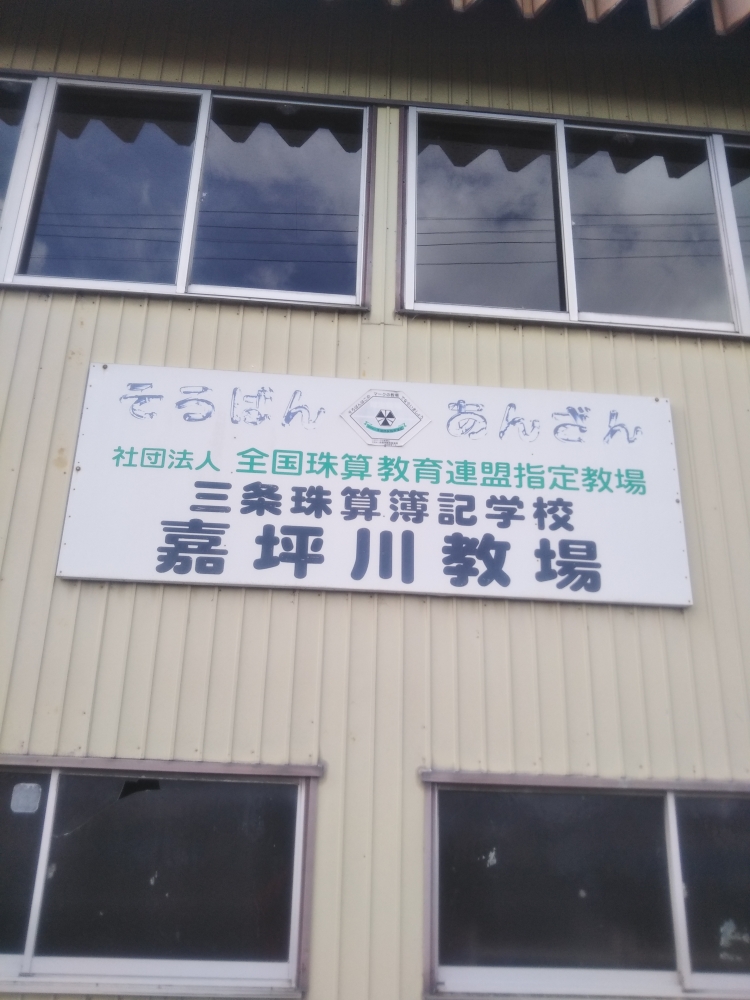 そろばん あんざん
社団法人 全国珠算教育連盟指定教場
三条珠算簿記学校
嘉坪川教場